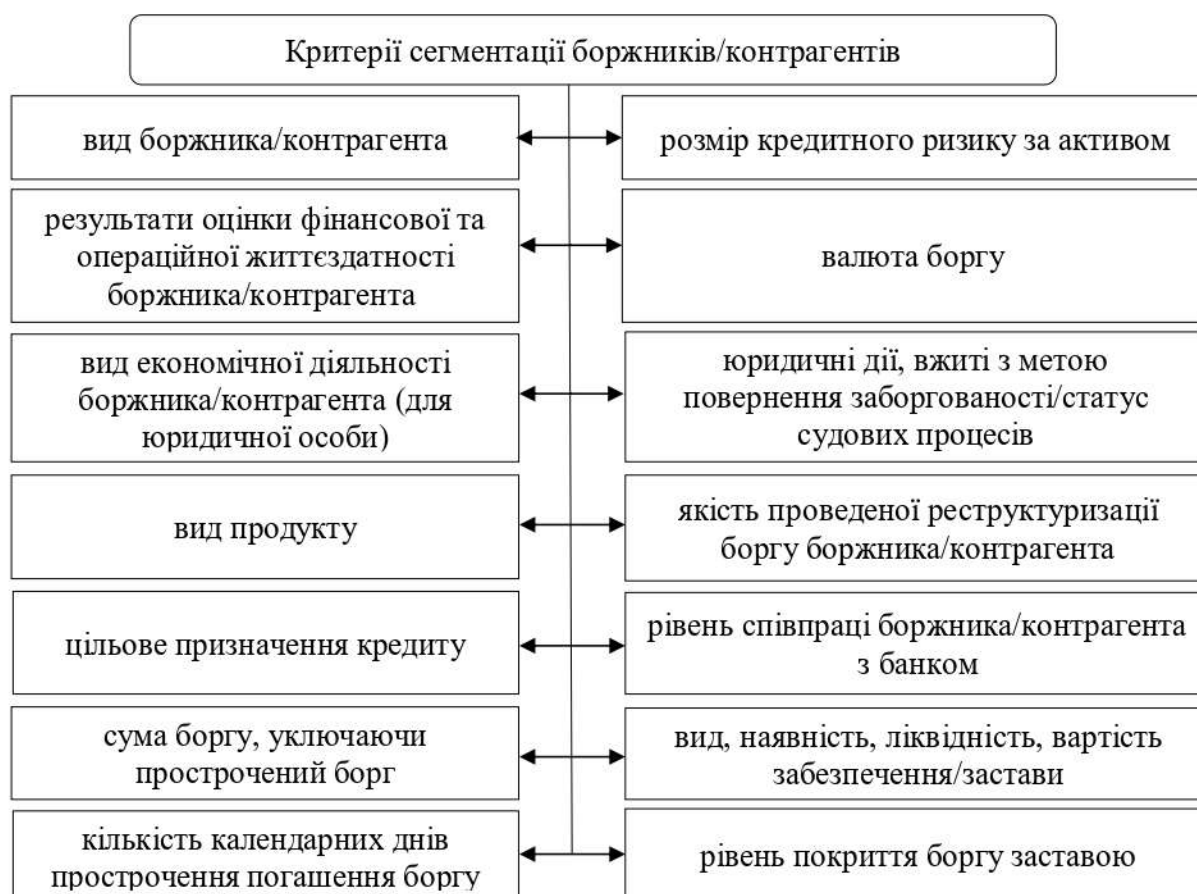 Критерії сегментації боржників/контрагентів
вид боржника/контрагента
розмір кредитного ризику за активом
результати оцінки фінансової та
операційної життєздатності
боржника/контрагента
валюта боргу
вид економічної діяльності
боржника/контрагента (для
юридичної особи)
юридичні дії, вжиті з метою
повернення заборгованості/статус
судових процесів
вид продукту
якість проведеної реструктуризації
боргу боржника/контрагента
цільове призначення кредиту
рівень співпраці боржника/контрагента
з банком
сума боргу, уключаючи
прострочений борг
вид, наявність, ліквідність, вартість
забезпечення/застави
кількість календарних днів
прострочення погашення боргу
рівень покриття боргу заставою